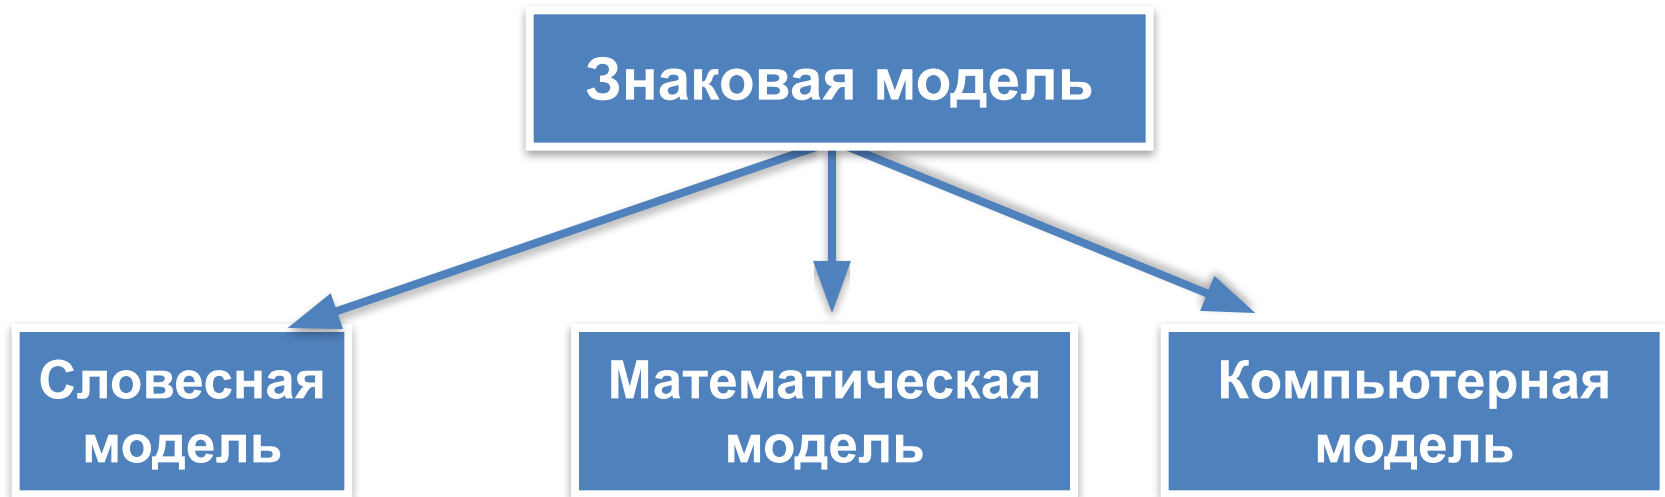 Знаковая модель
Словесная
модель
Математическая
модель
Компьютерная
модель